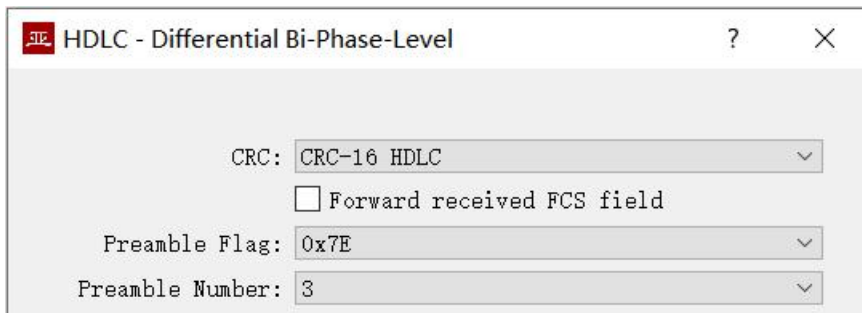 HDLC - Differential Bi-Phase-Level ?
CRC: CRC-16 HDLC
Forward received FCS field
Preamble Flag: 0x7E
Preamble Number: 3